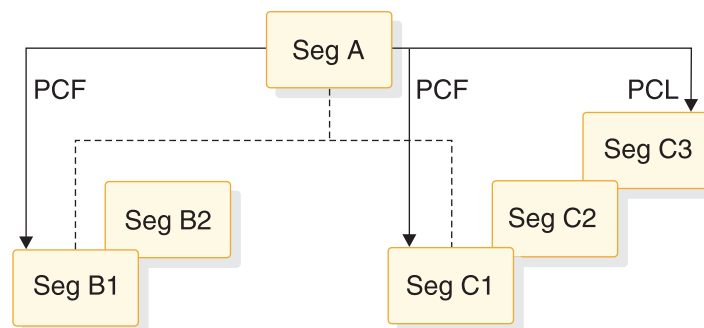 Seg A
PCF
PCF
PCL
Seg C3
Seg B2
Seg C2
Seg B1
Seg C1